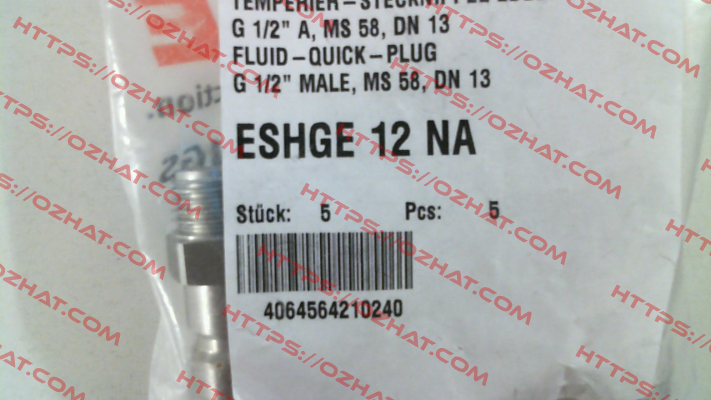 G 1/2" A, MS 58, DN 13
FLUID-QUICK-PLUG
G 1/2" MALE, MS 58, DN 13
ESHGE 12 NA
Stück: 5 Pcs: 5
4064564210240
HTTPS://OZHAT.COM